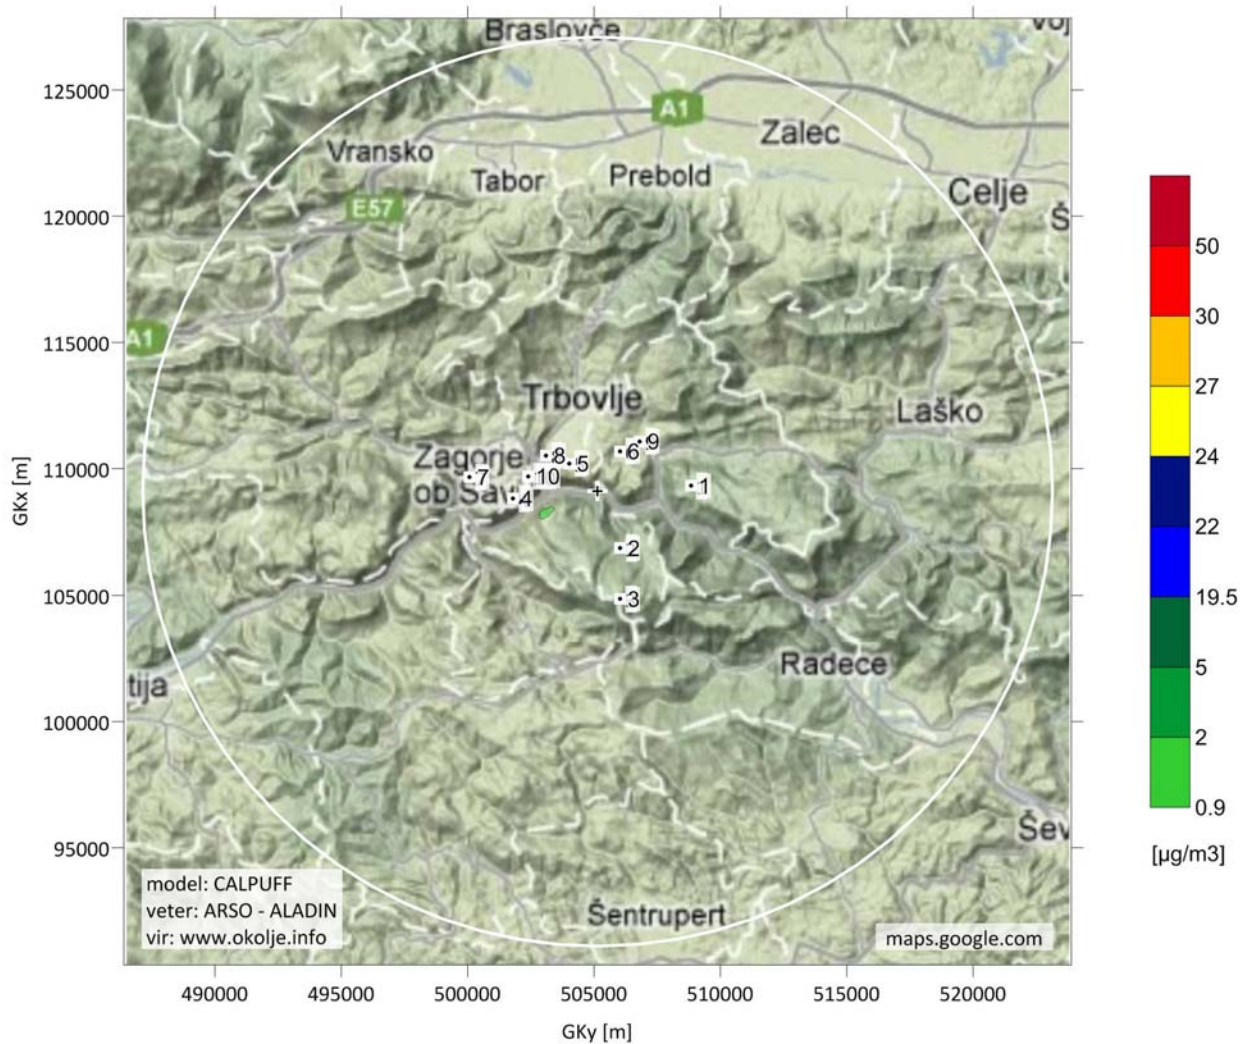 Braslovče
Voj
125000
A1
Zalec
Vransko
Tabor
Prebold
Celje
E57
120000
Š
50
A1
115000
30
27
Trbovlje
Laško
24
9
6
Zagorje
8
5
110000
7
10
1
ob Sav
4
22
2
19.5
105000
3
5
Radece
tija
2
100000
0.9
Šev
95000
[µg/m3]
model: CALPUFF
veter: ARSO - ALADIN
vir: www.okolje.info
Šentrupert
maps.google.com
490000 495000 500000 505000 510000 515000 520000
GKx [m]
GKy [m]